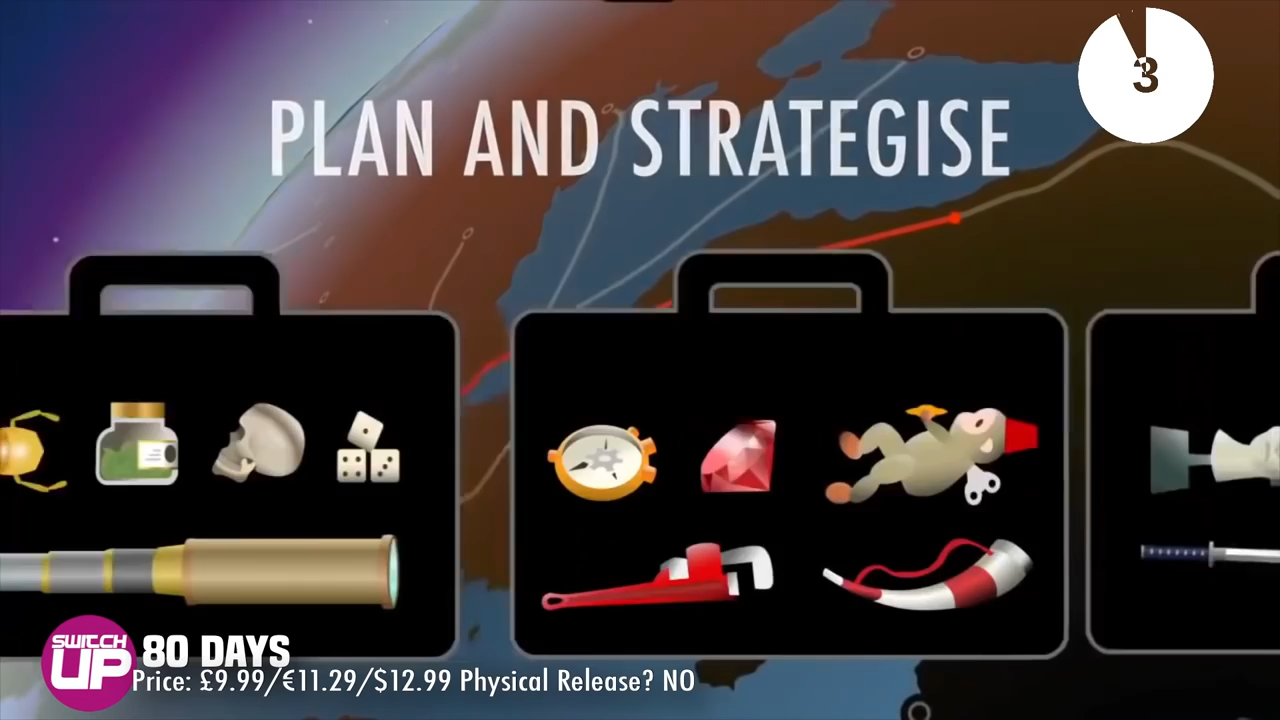 3
PLAN AND STRATEGISE
SWITCH
UP
80 DAYS
Price: £9.99/€11.29/$12.99 Physical Release? NO